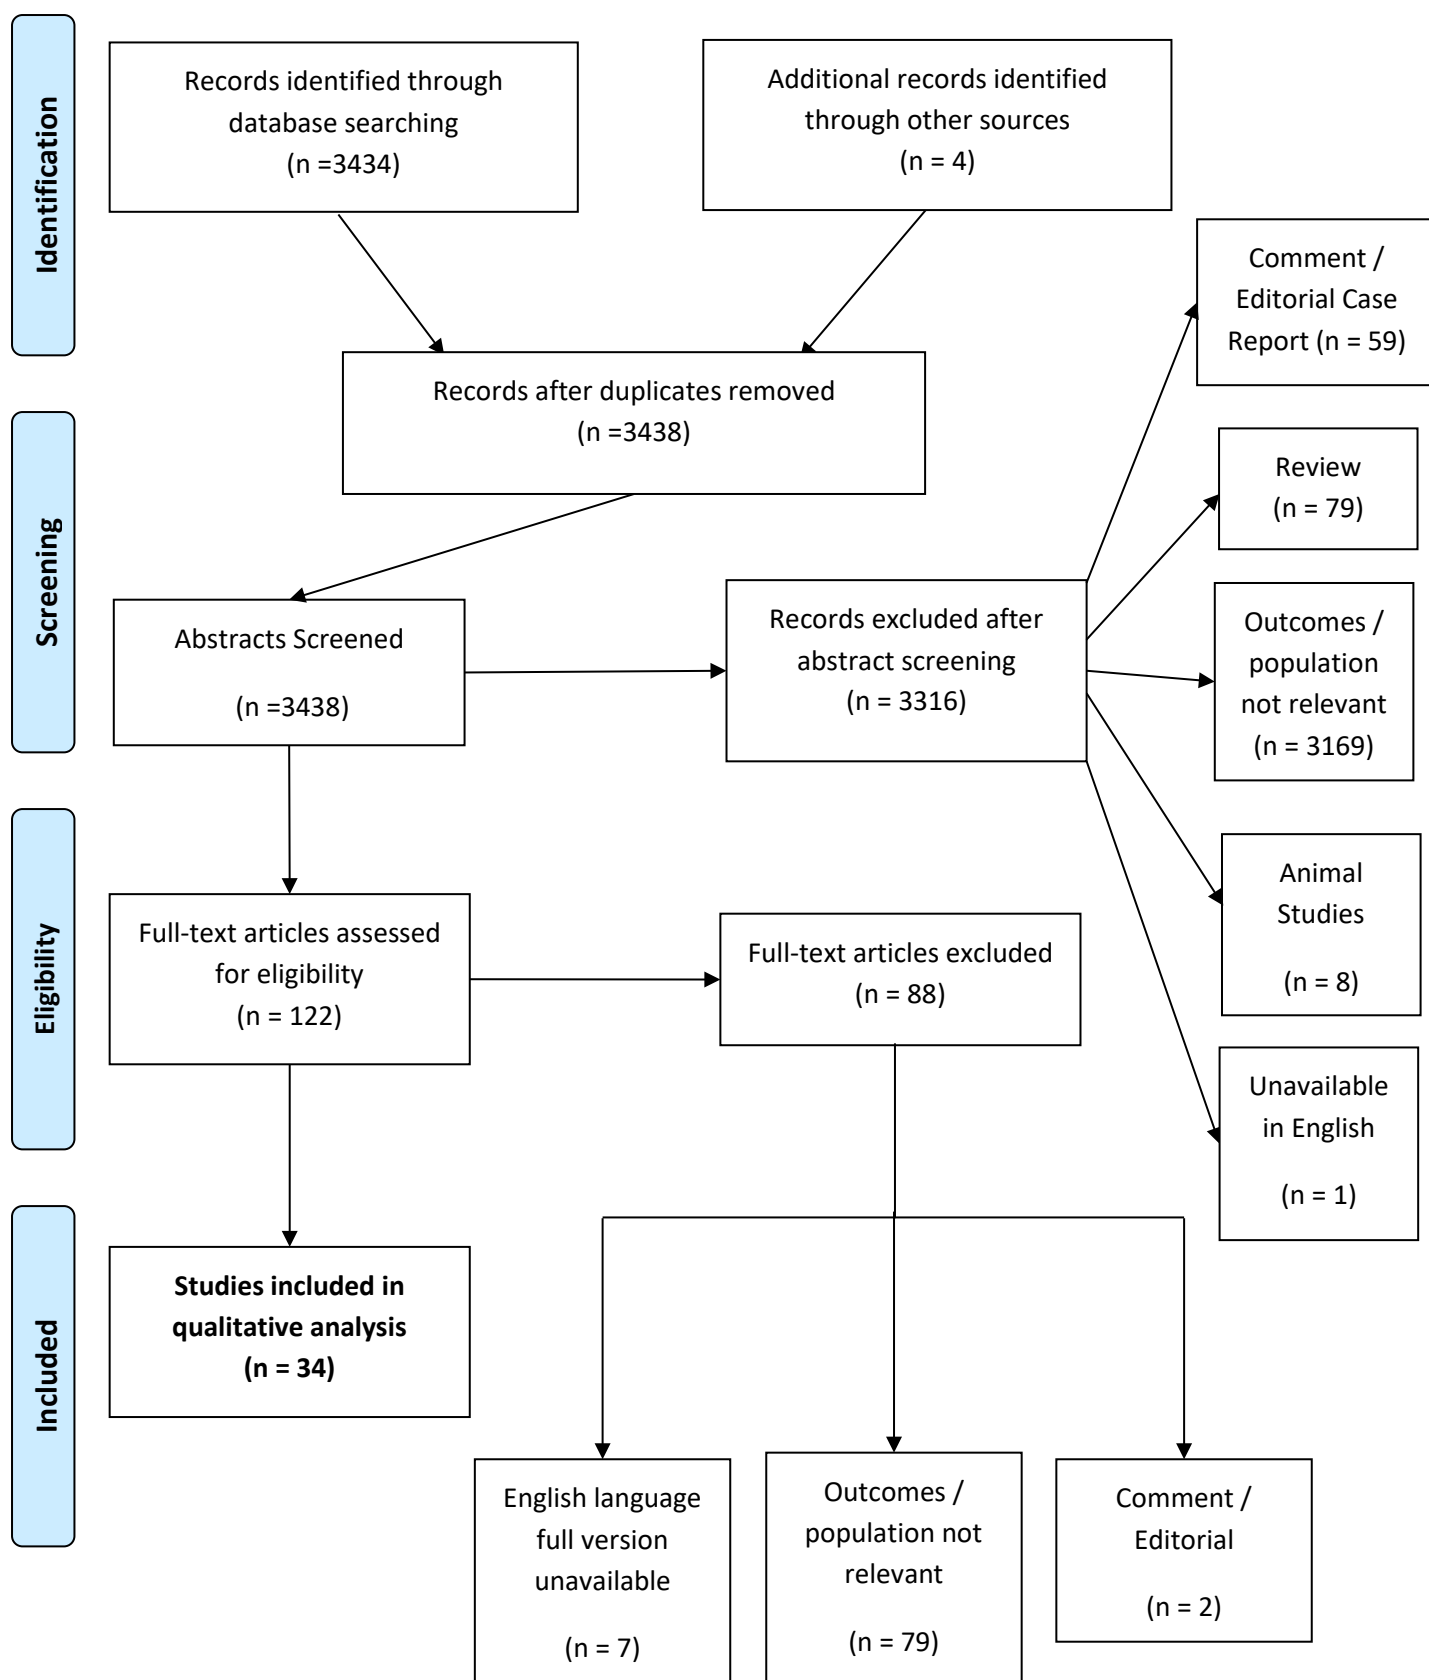 Identification
Records identified through
database searching
(n =3434)
Additional records identified
through other sources
(n = 4)
Comment /
Editorial Case
Report (n = 59)
Records after duplicates removed
(n =3438)
Screening
Review
(n = 79)
Abstracts Screened
(n =3438)
Records excluded after
abstract screening
(n = 3316)
Outcomes /
population
not relevant
(n = 3169)
Eligibility
Full-text articles assessed
for eligibility
(n = 122)
Full-text articles excluded
(n = 88)
Animal
Studies
(n = 8)
Unavailable
in English
(n = 1)
Included
Studies included in
qualitative analysis
(n = 34)
English language
full version
unavailable
(n = 7)
Outcomes /
population not
relevant
(n = 79)
Comment /
Editorial
(n = 2)